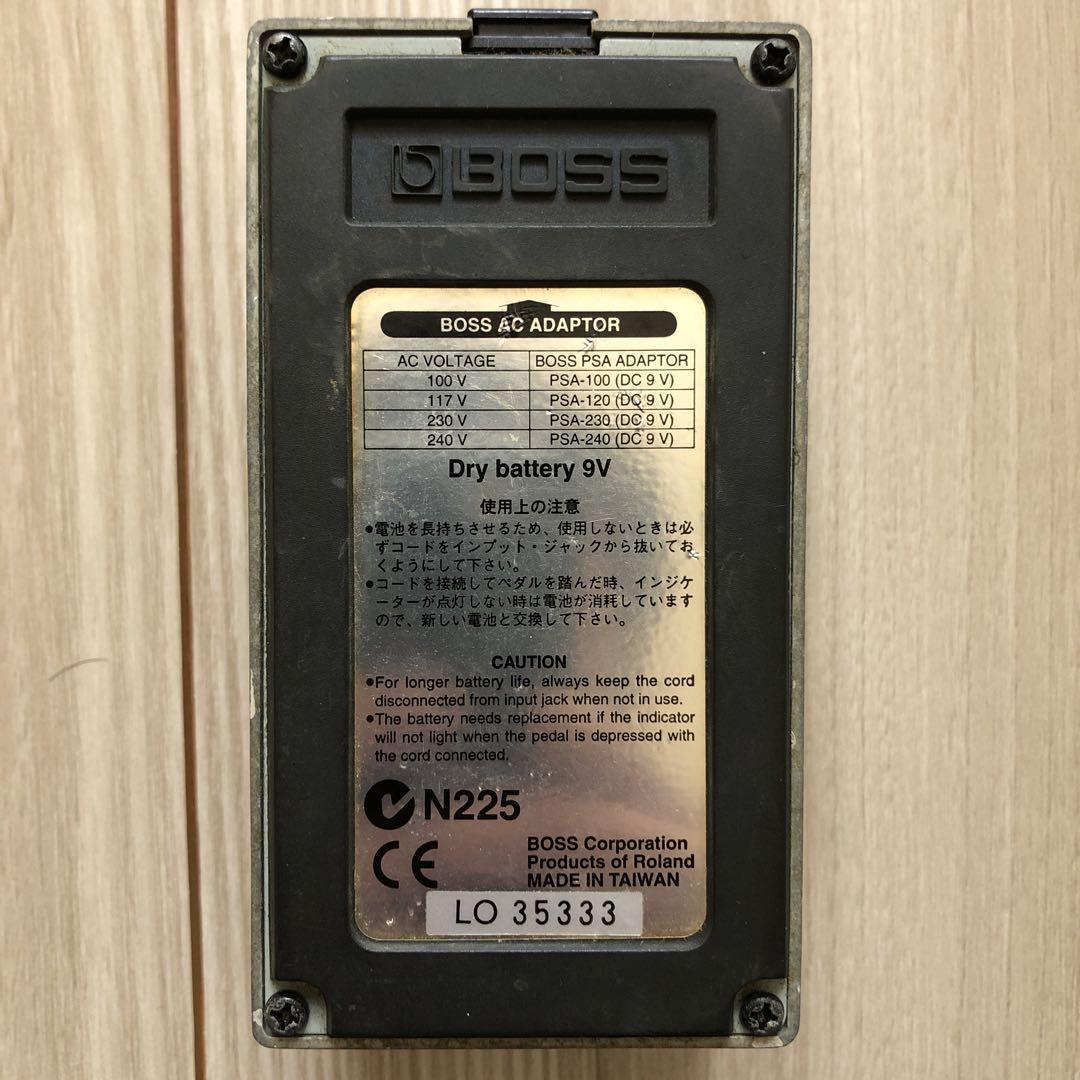 BOSS
BOSS AC ADAPTOR
AC VOLTAGE BOSS PSA ADAPTOR
100 V PSA-100 (DC 9 V)
117 V PSA-120 (DC 9 V)
230 V PSA-230 (DC 9 V)
240 V PSA-240 (DC 9 V)
Dry battery 9V
使用上の注意
●電池を長持ちさせるため、使用しないときは必
ずコードをインプット・ジャックから抜いてお
くようにして下さい。
●コードを接続してペダルを踏んだ時、インジケ
ーターが点灯しない時は電池が消耗しています
ので、新しい電池と交換して下さい。
CAUTION
●For longer battery life, always keep the cord
disconnected from input jack when not in use.
●The battery needs replacement if the indicator
will not light when the pedal is depressed with
the cord connected.
N225
CE
BOSS Corporation
Products of Roland
MADE IN TAIWAN
LO 35333